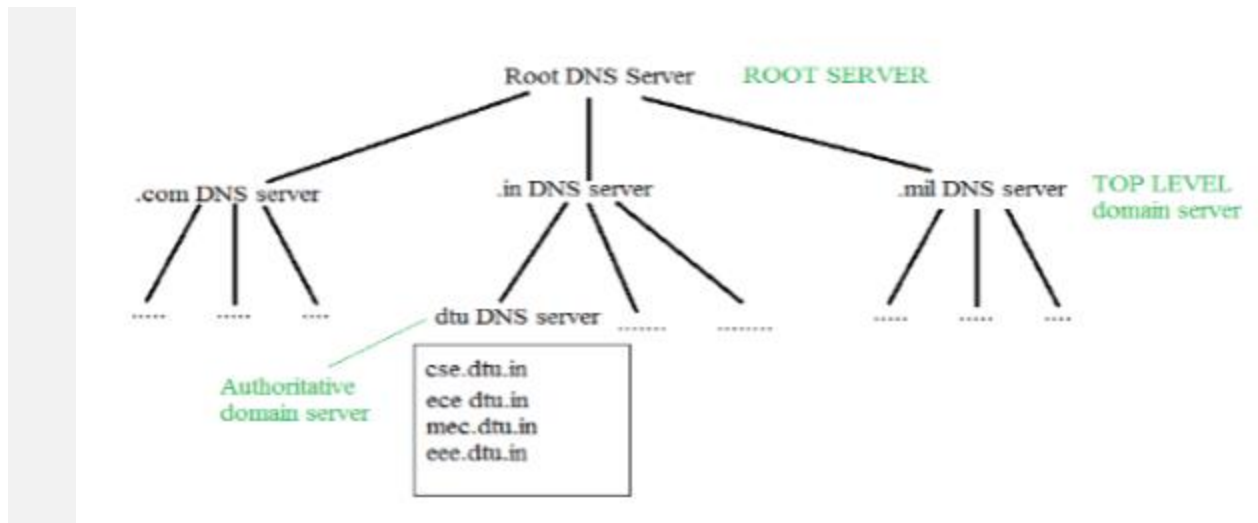 Root DNS Server
ROOT SERVER
.com DNS server
.in DNS server
.mil DNS server
TOP LEVEL
domain server
.....
.....
....
dtu DNS server
.......
........
.....
.....
....
Authoritative
domain server
cse.dtu.in
ece dtu.in
mec.dtu.in
eee.dtu.in